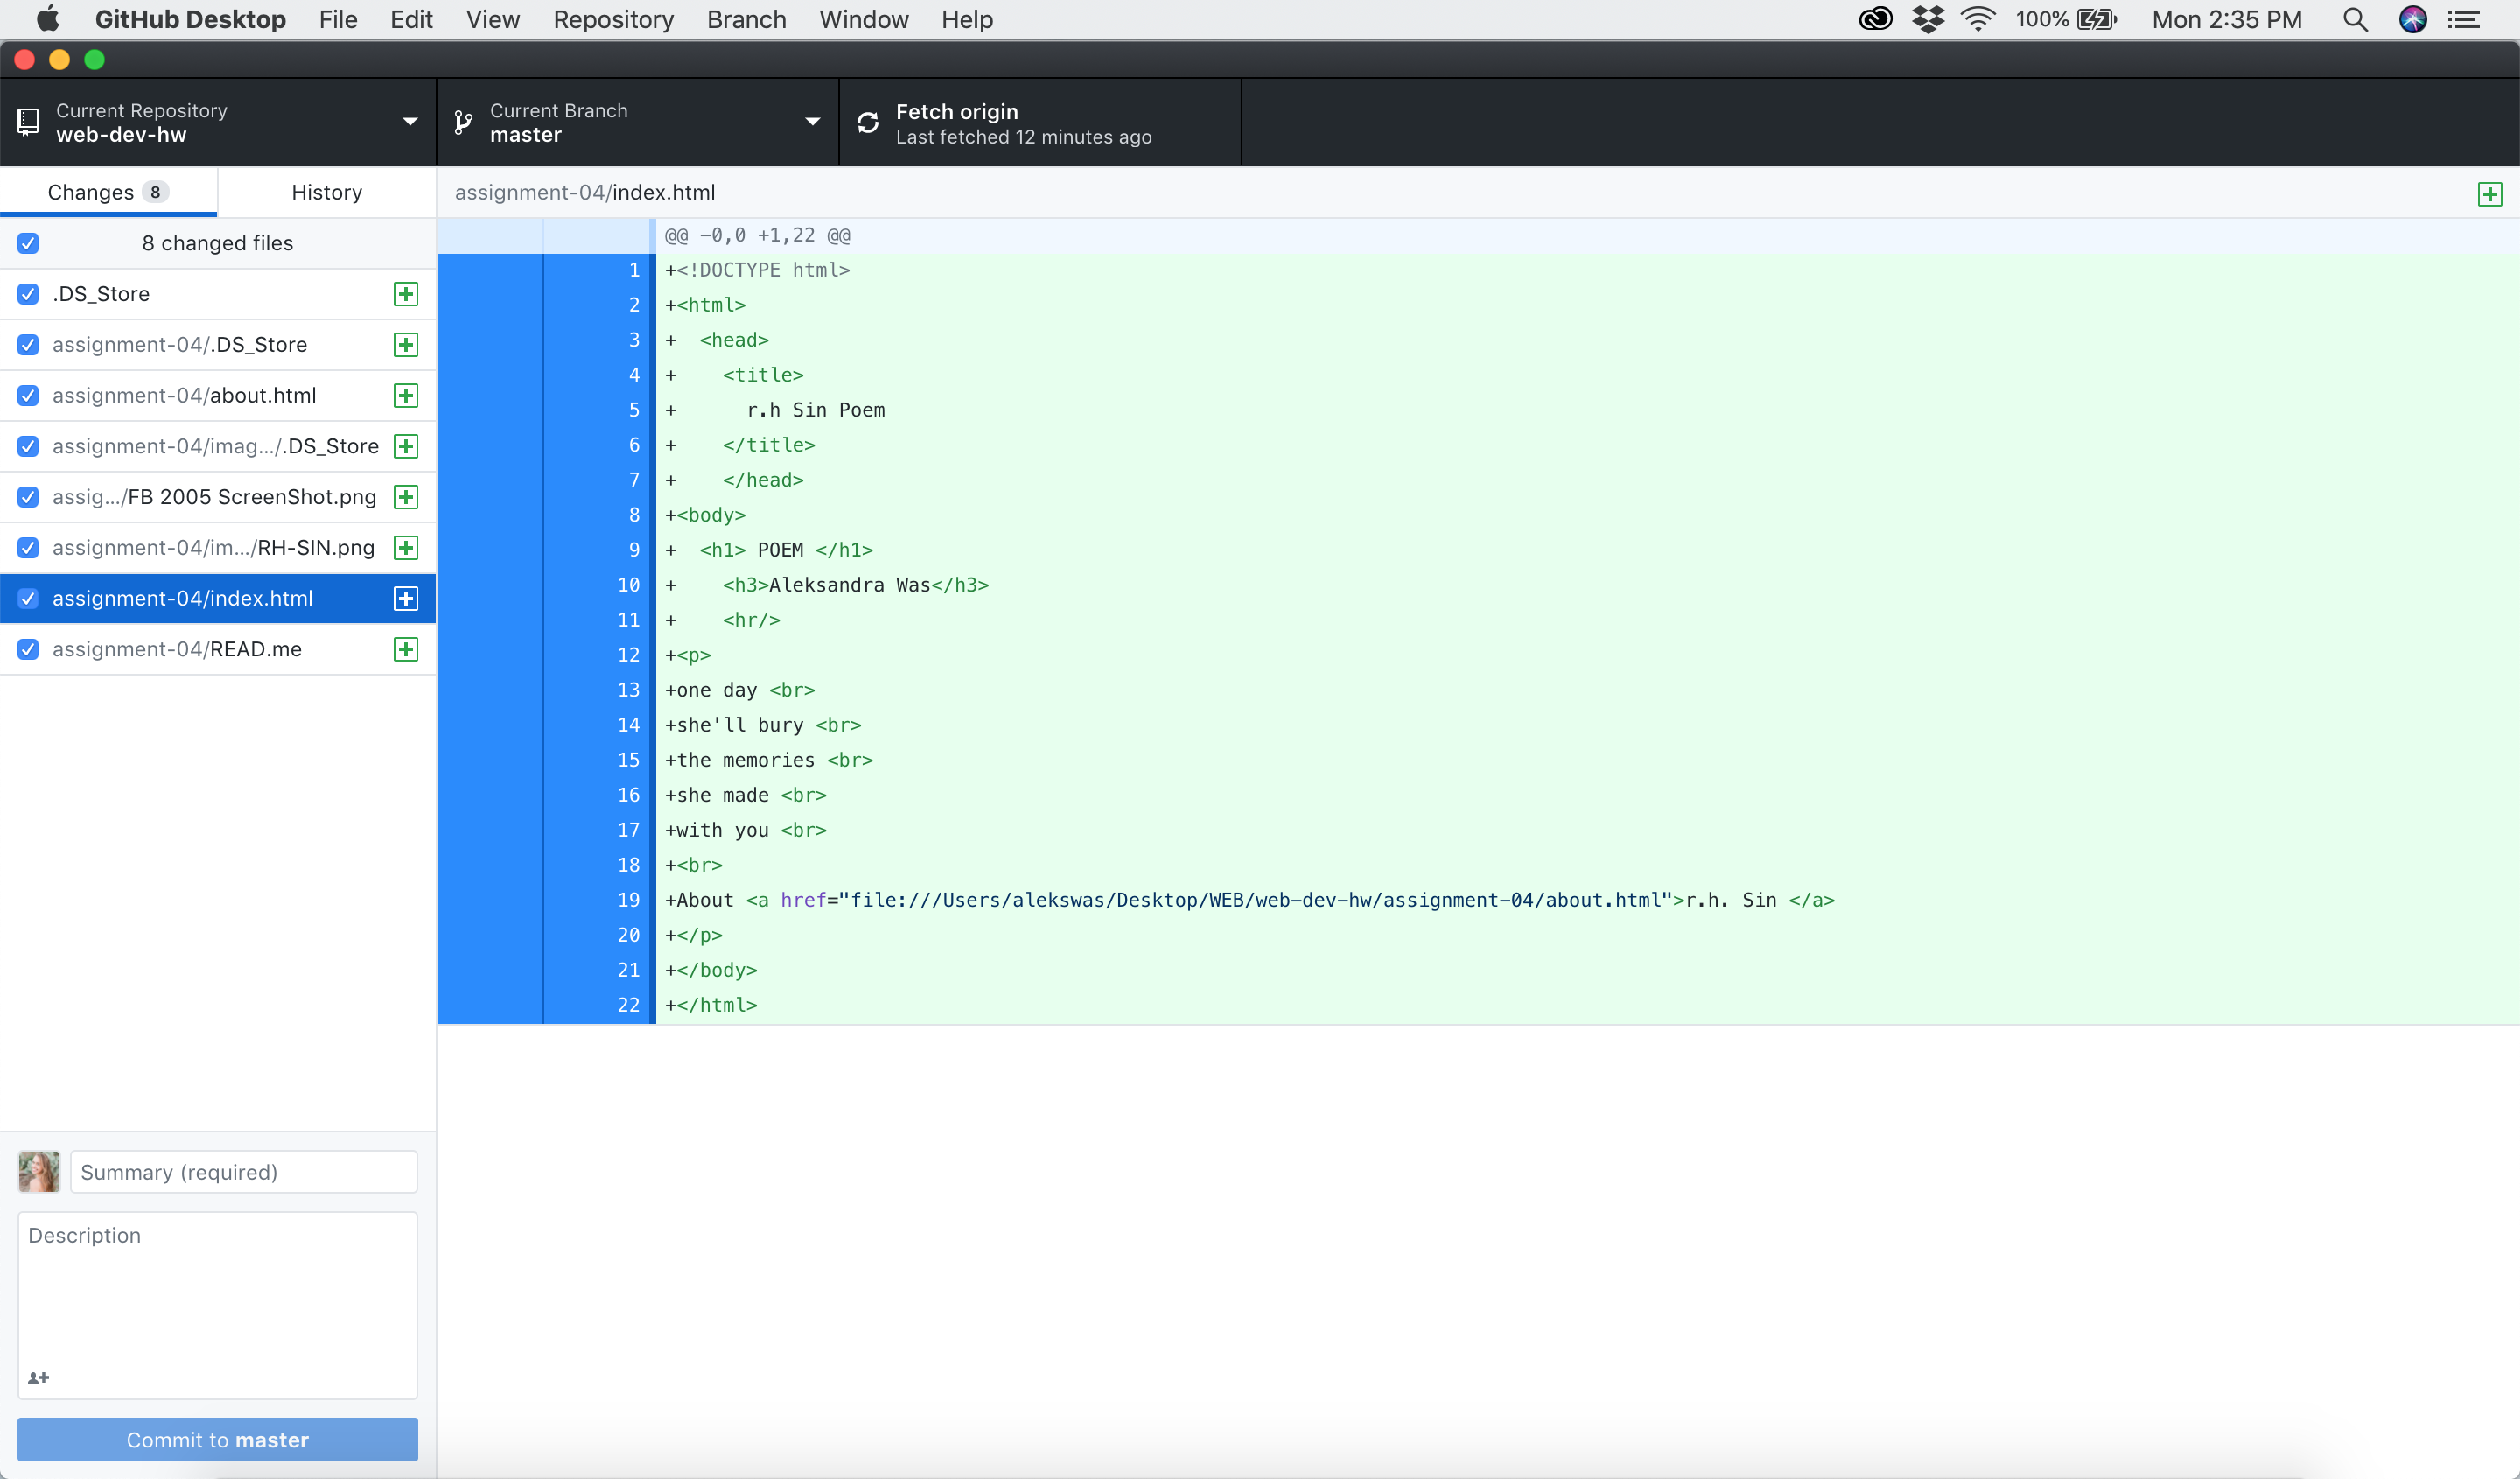 GitHub Desktop File Edit View Repository Branch Window Help 100% Mon 2:35 PM
Current Repository
web-dev-hw
Current Branch
master
Fetch origin
Last fetched 12 minutes ago
Changes 8 History
assignment-04/index.html
8 changed files
.DS_Store
assignment-04/.DS_Store
assignment-04/about.html
assignment-04/imag.../.DS_Store
assig.../FB 2005 ScreenShot.png
assignment-04/im.../RH-SIN.png
assignment-04/index.html
assignment-04/READ.me
@@ -0,0 +1,22 @@
1 +<!DOCTYPE html>
2 +<html>
3 +  <head>
4 +    <title>
5 +      r.h Sin Poem
6 +    </title>
7 +    </head>
8 +<body>
9 +  <h1> POEM </h1>
10 +    <h3>Aleksandra Was</h3>
11 +    <hr/>
12 +<p>
13 +one day <br>
14 +she'll bury <br>
15 +the memories <br>
16 +she made <br>
17 +with you <br>
18 +<br>
19 +About <a href="file:///Users/alekswas/Desktop/WEB/web-dev-hw/assignment-04/about.html">r.h. Sin </a>
20 +</p>
21 +</body>
22 +</html>
Summary (required)
Description
Commit to master